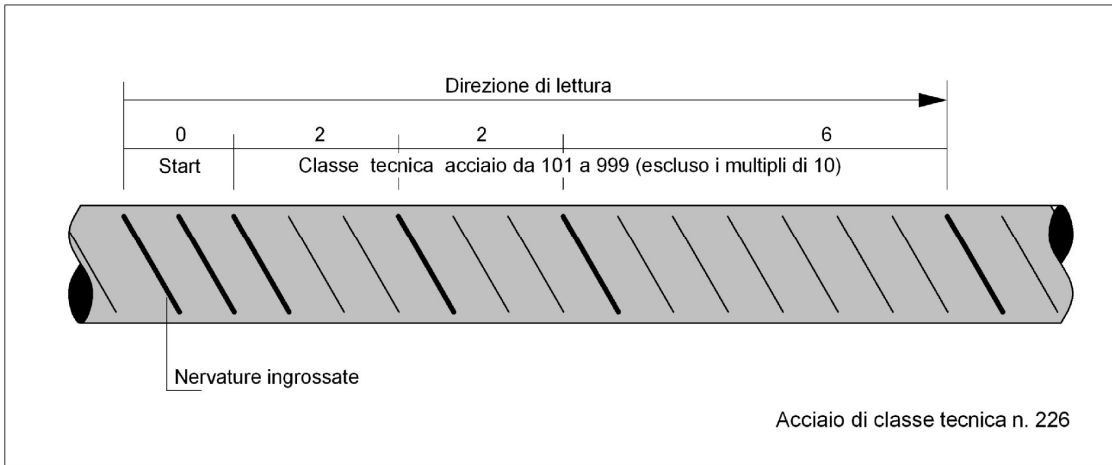 Direzione di lettura
0 2 2 6
Start Classe tecnica acciaio da 101 a 999 (escluso i multipli di 10)
Nervature ingrossate
Acciaio di classe tecnica n. 226